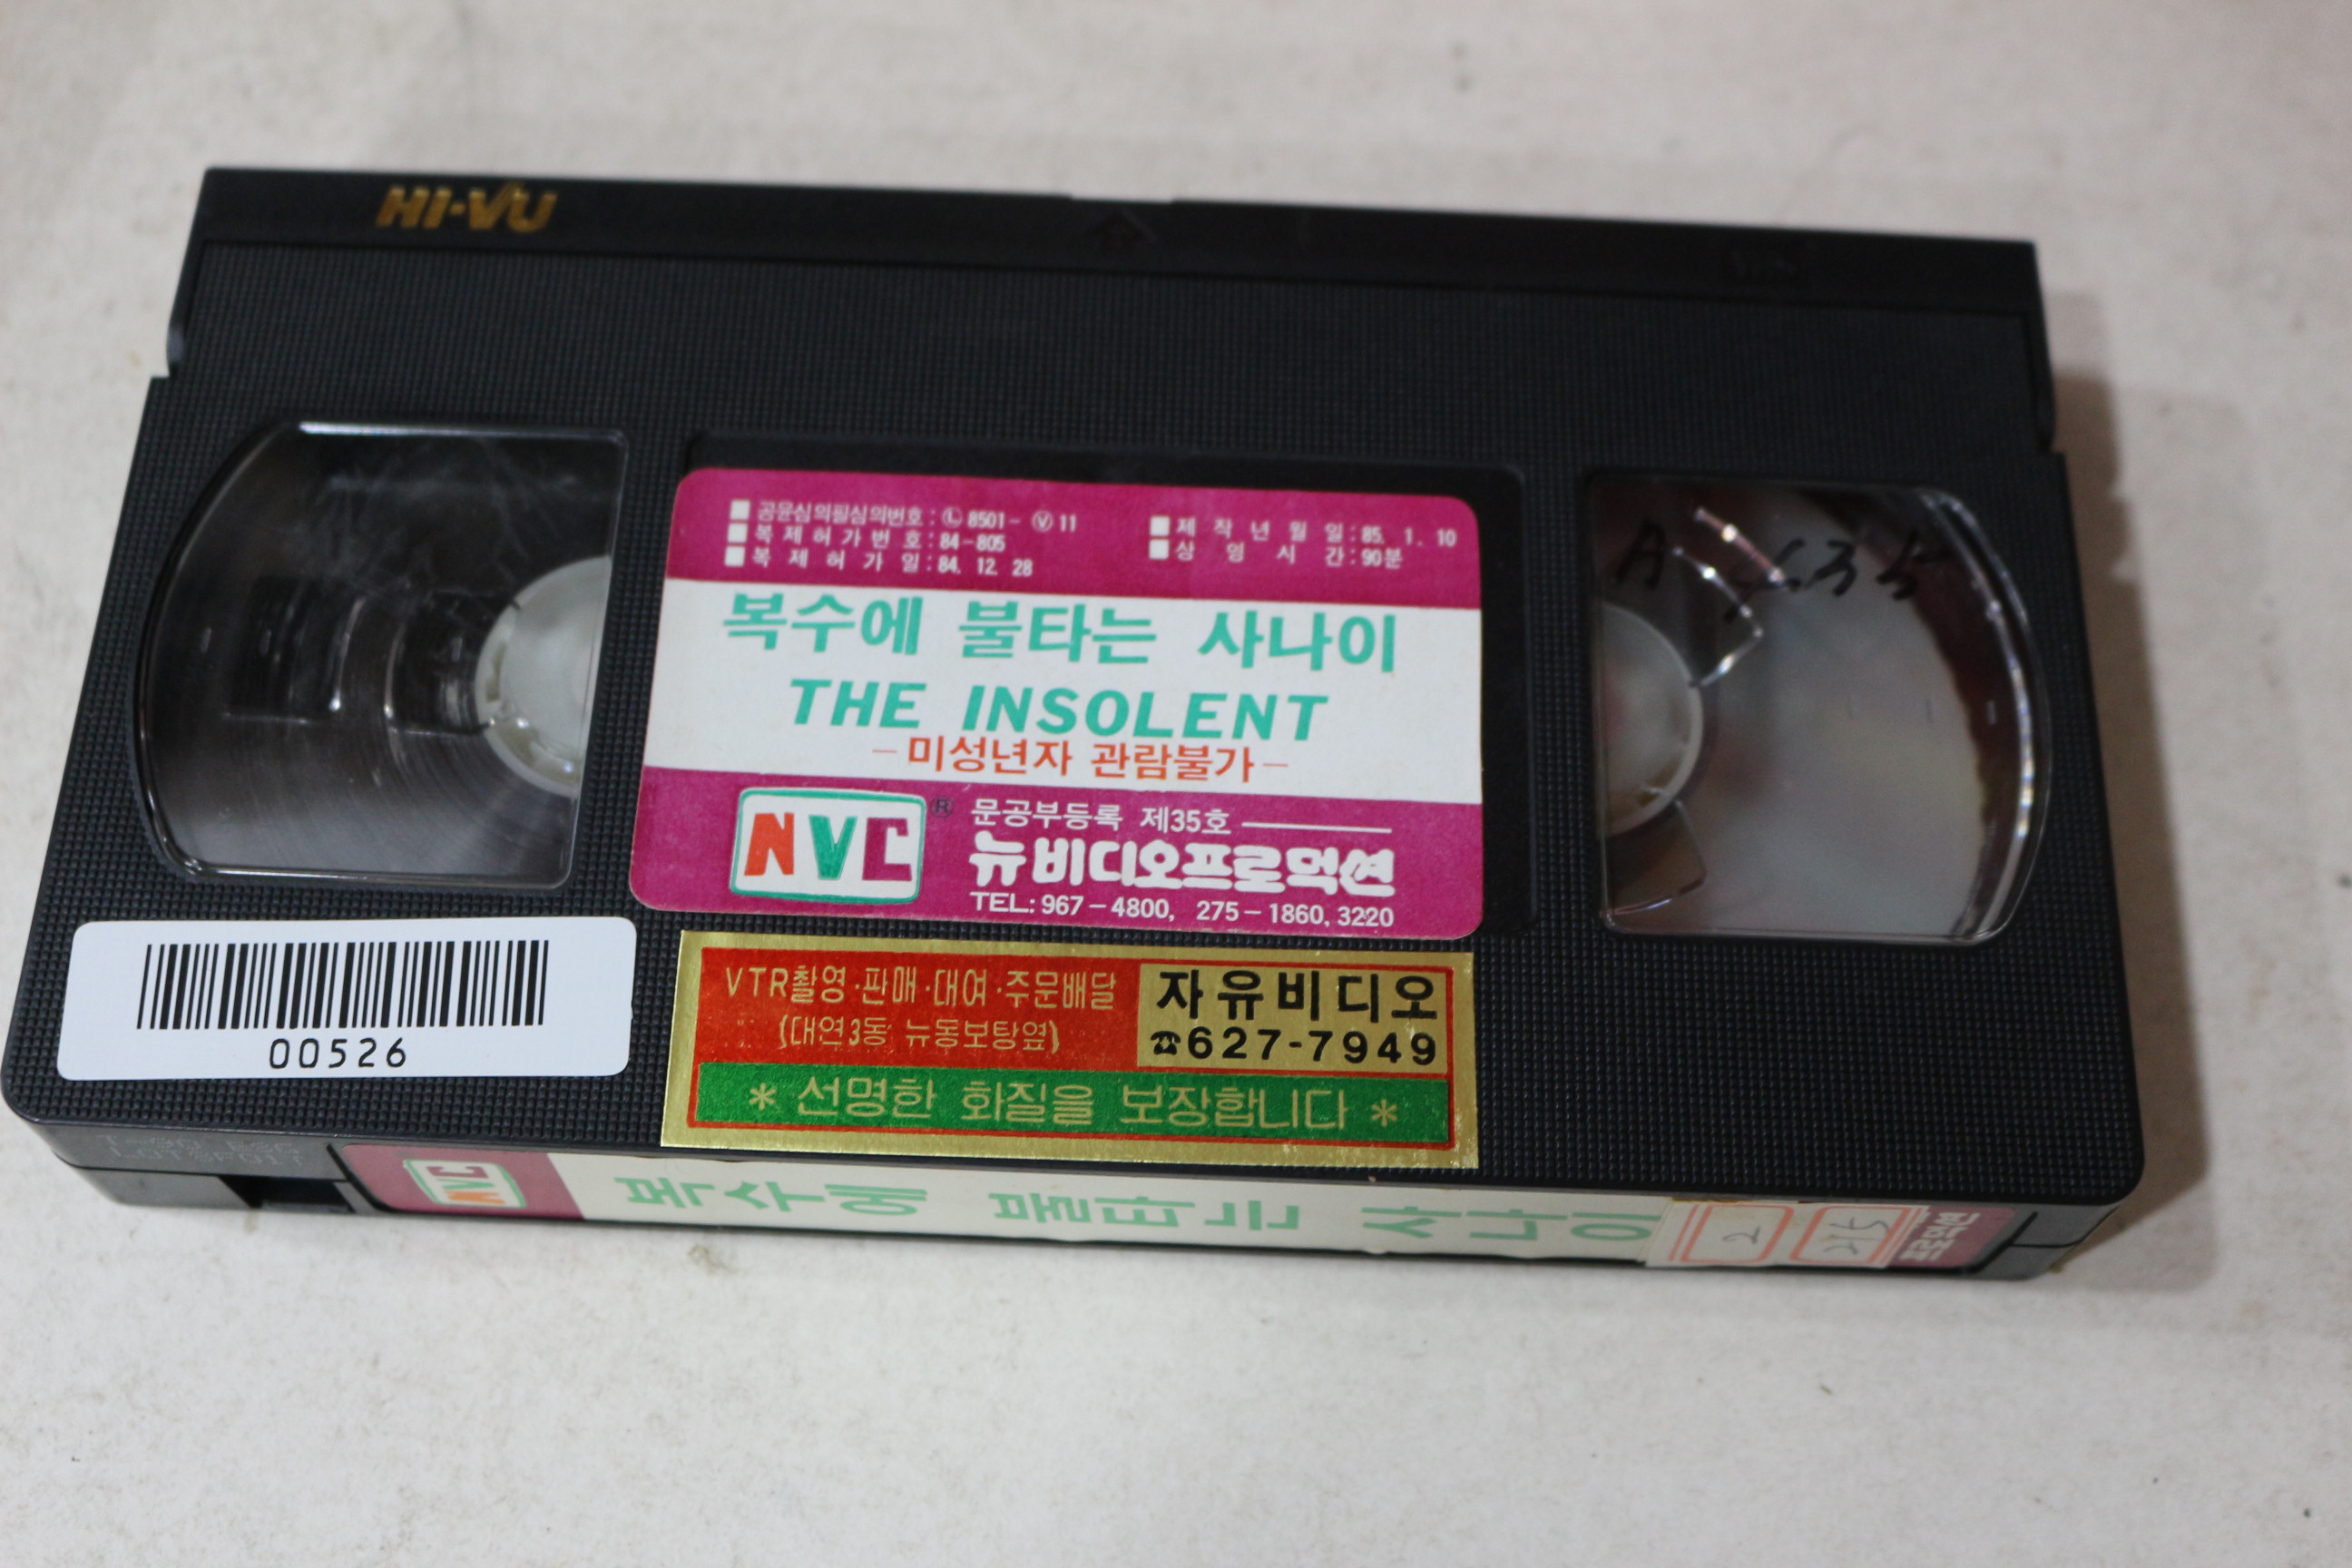 HI-VU
VHS
■ 공윤심의필심의번호 : Ⓛ 8501- Ⓥ 11
■ 복제허가번호 : 84-805
■ 복제허가일 : 84. 12. 28
■ 제작년월일 : 85. 1. 10
■ 상영시간 : 90분
복수에 불타는 사나이
THE INSOLENT
-미성년자 관람불가-
NVC ®
문공부등록 제35호
뉴비디오프로덕션
TEL: 967-4800, 275-1860, 3220
00526
VTR촬영·판매·대여·주문배달
(대연3동 뉴동보탕옆)
자유비디오
☎627-7949
* 선명한 화질을 보장합니다 *
NVC
복수에 불타는 사나이
2
215
프로덕션